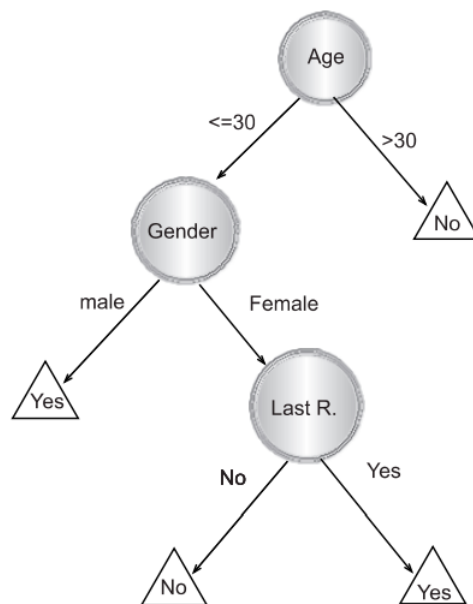 Age
<=30
>30
Gender
No
male
Female
Yes
Last R.
No
Yes
No
Yes